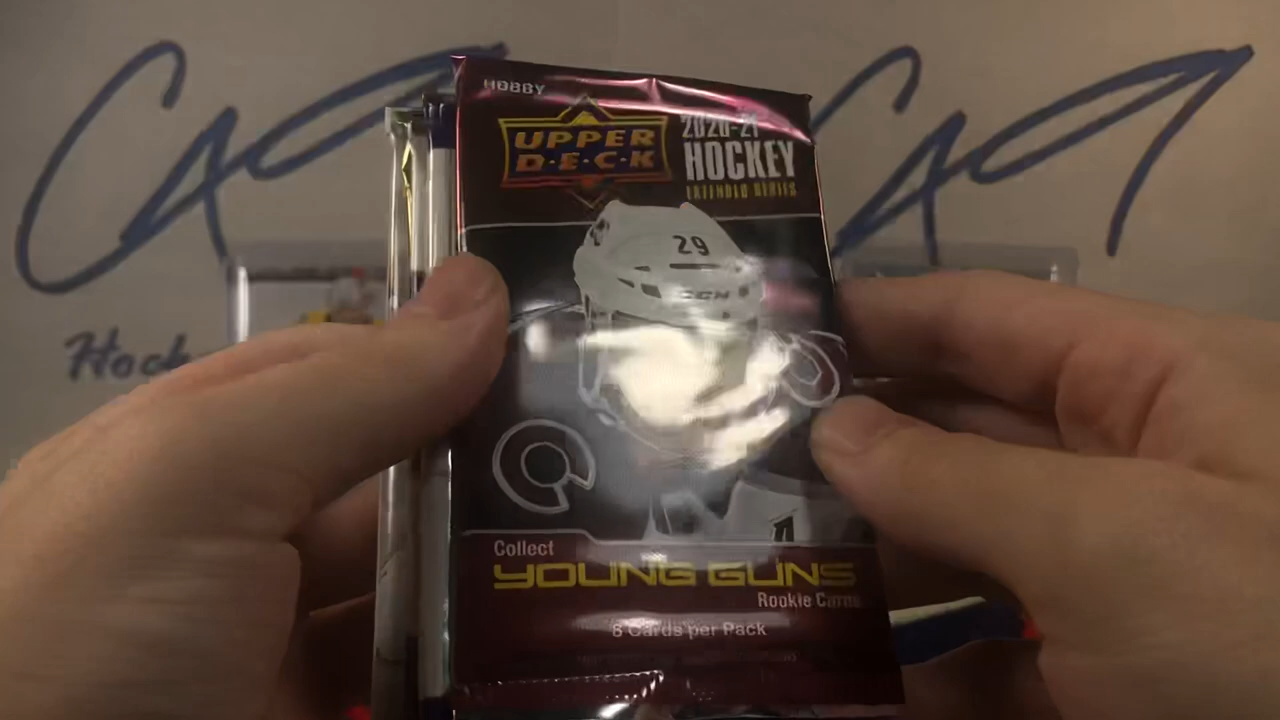 HOBBY
UPPER
D·E·C·K
2020-21
HOCKEY
EXTENDED SERIES
29
CCM
Collect
YOUNG GUNS
Rookie Cards
8 Cards per Pack